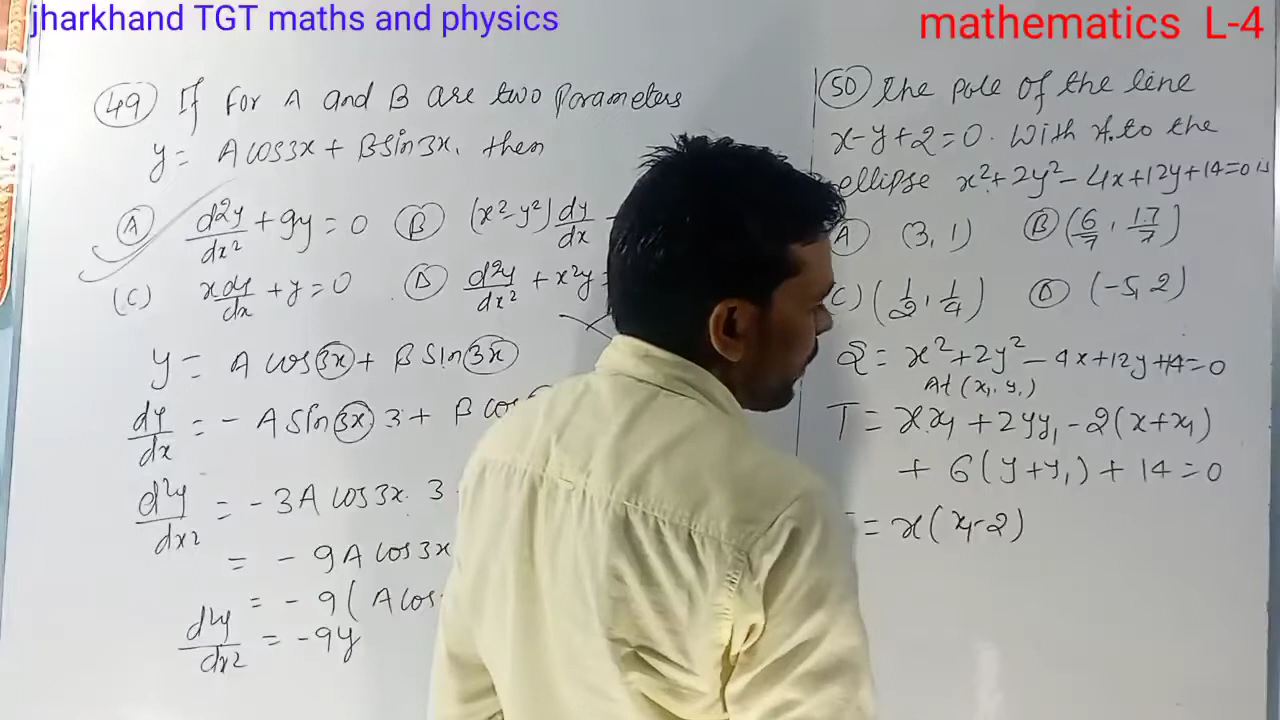 jharkhand TGT maths and physics
mathematics L-4
49 If for A and B are two parameters
y = A cos3x + B sin3x. then
(A) d²y/dx² + 9y = 0 (B) (x²-y²) dy/dx
(C) x dy/dx + y = 0 (D) d²y/dx² + x²y =
y = A cos 3x + B sin 3x
dy/dx = - A sin 3x 3 + B cos
d²y/dx² = - 3A cos3x. 3
= - 9A cos3x
= - 9( A cos
d²y/dx² = -9y
50 The pole of the line
x-y+2=0. With r.to the
ellipse x²+2y²-4x+12y+14=0 is
A) (3, 1) (B) (6/7, 17/7)
C) (1/2, 1/4) (D) (-5, 2)
S = x²+2y²-4x+12y+14=0
At (x₁ y₁)
T = x.x₁ + 2yy₁ - 2(x+x₁)
+ 6(y+y₁) + 14 = 0
= x(x₁-2)